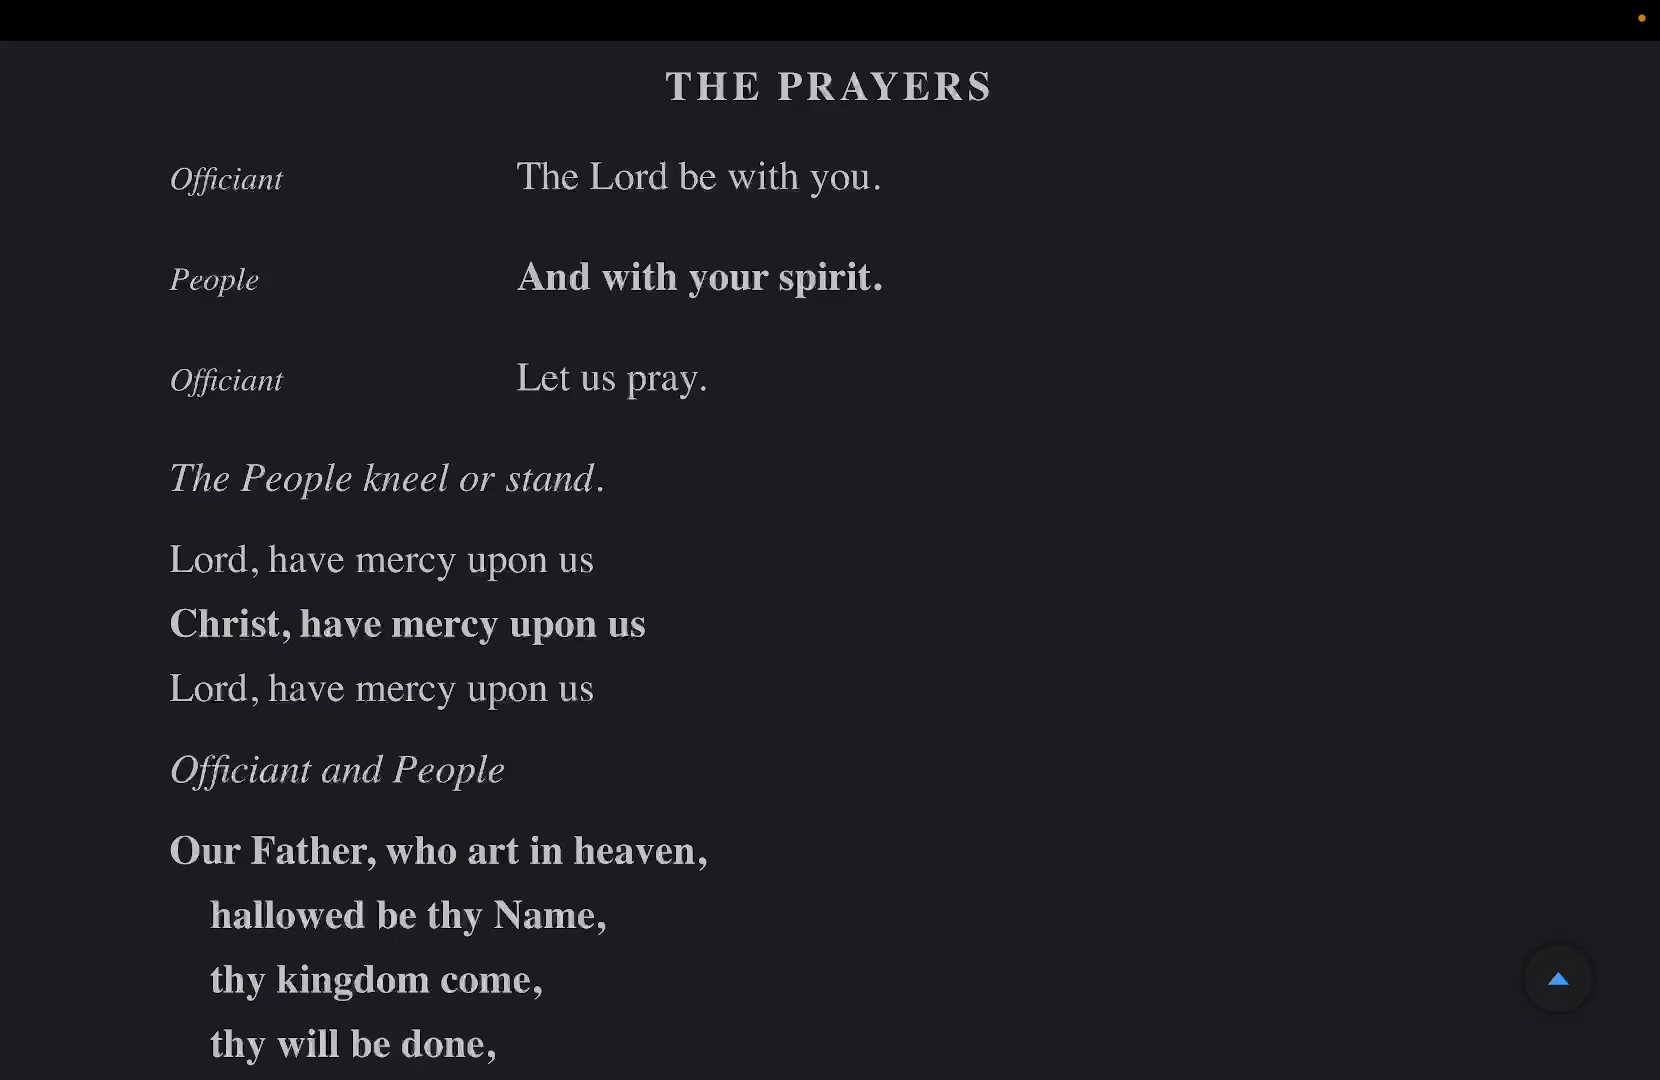 THE PRAYERS
Officiant The Lord be with you.
People And with your spirit.
Officiant Let us pray.
The People kneel or stand.
Lord, have mercy upon us
Christ, have mercy upon us
Lord, have mercy upon us
Officiant and People
Our Father, who art in heaven,
hallowed be thy Name,
thy kingdom come,
thy will be done,